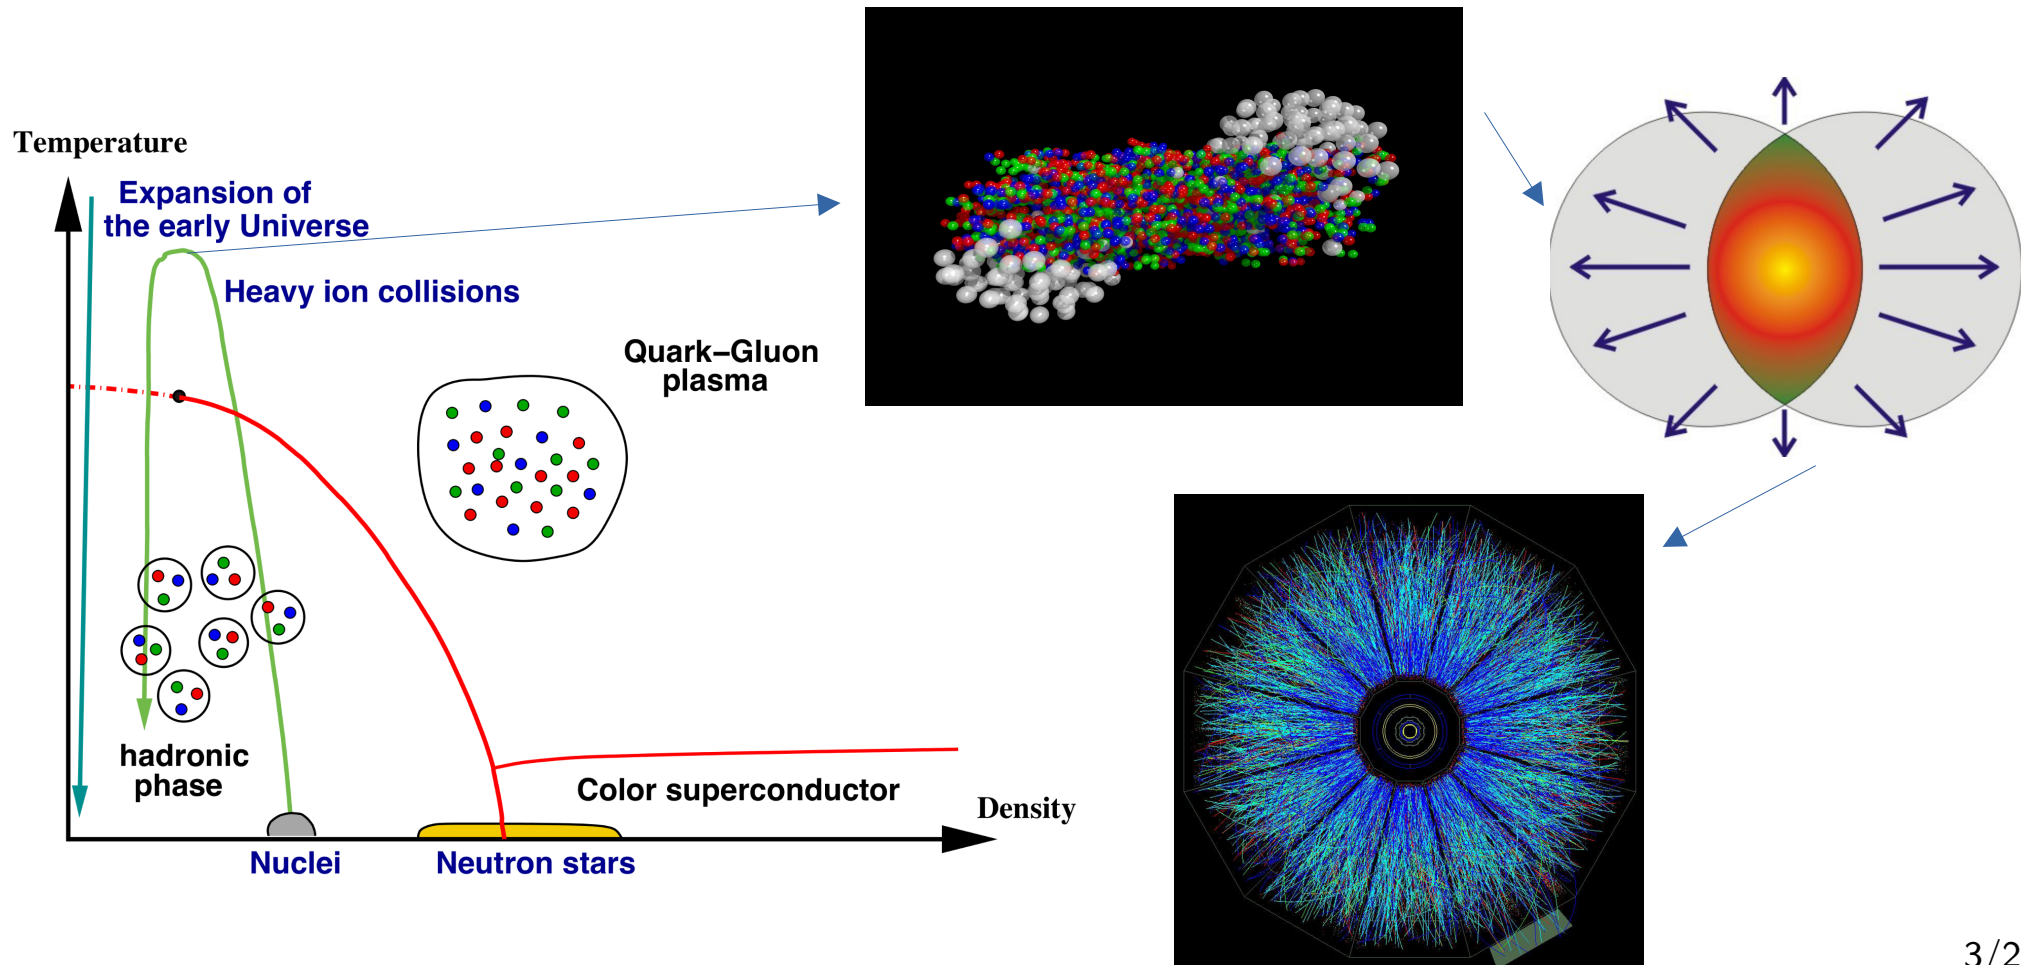 Temperature
Expansion of
the early Universe
Heavy ion collisions
Quark–Gluon
plasma
hadronic
phase
Color superconductor
Density
Nuclei
Neutron stars
3/2